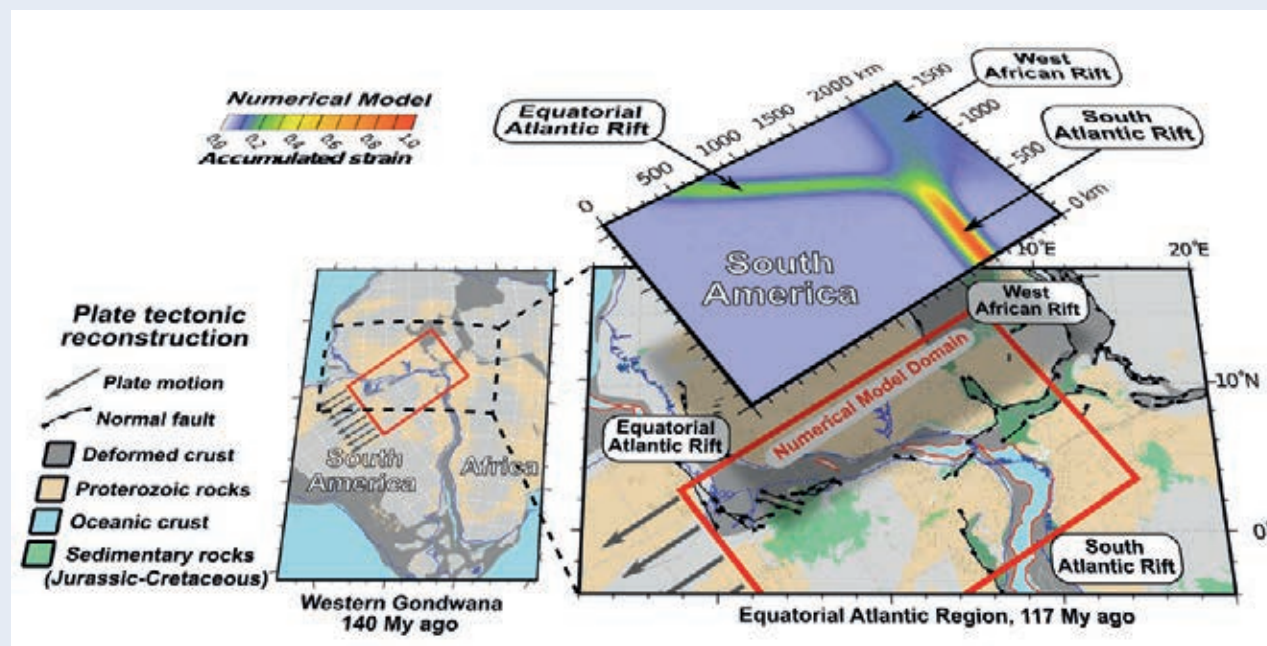 Numerical Model
0.0 0.2 0.4 0.6 0.8 1.0
Accumulated strain
Equatorial
Atlantic Rift
West
African Rift
South
Atlantic Rift
0
500
1000
1500
2000 km
1500
1000
500
0 km
South
America
10°E
20°E
10°N
0°
Plate tectonic
reconstruction
Plate motion
Normal fault
Deformed crust
Proterozoic rocks
Oceanic crust
Sedimentary rocks
(Jurassic-Cretaceous)
South
America
Africa
Western Gondwana
140 My ago
West
African Rift
Numerical Model Domain
Equatorial
Atlantic Rift
South
Atlantic Rift
Equatorial Atlantic Region, 117 My ago